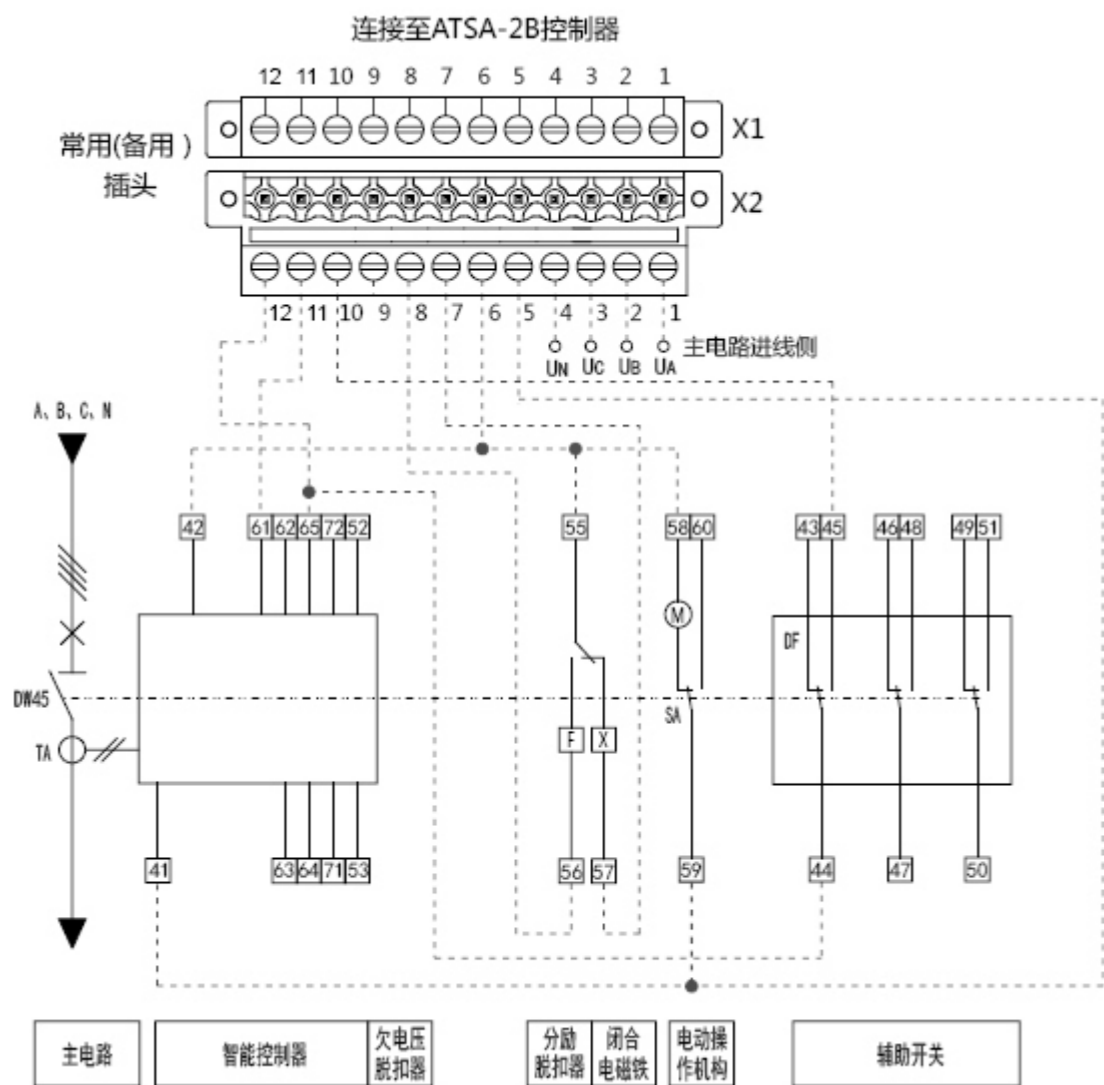 连接至ATSA-2B控制器
12 11 10 9 8 7 6 5 4 3 2 1
X1
常用(备用）
插头
X2
12 11 10 9 8 7 6 5 4 3 2 1
UN UC UB UA
主电路进线侧
A、B、C、N
42 61 62 65 72 52 55 58 60 43 45 46 48 49 51
M
DF
DW45
SA
TA
F X
41 63 64 71 53 56 57 59 44 47 50
主电路
智能控制器
欠电压
脱扣器
分励
脱扣器
闭合
电磁铁
电动操
作机构
辅助开关